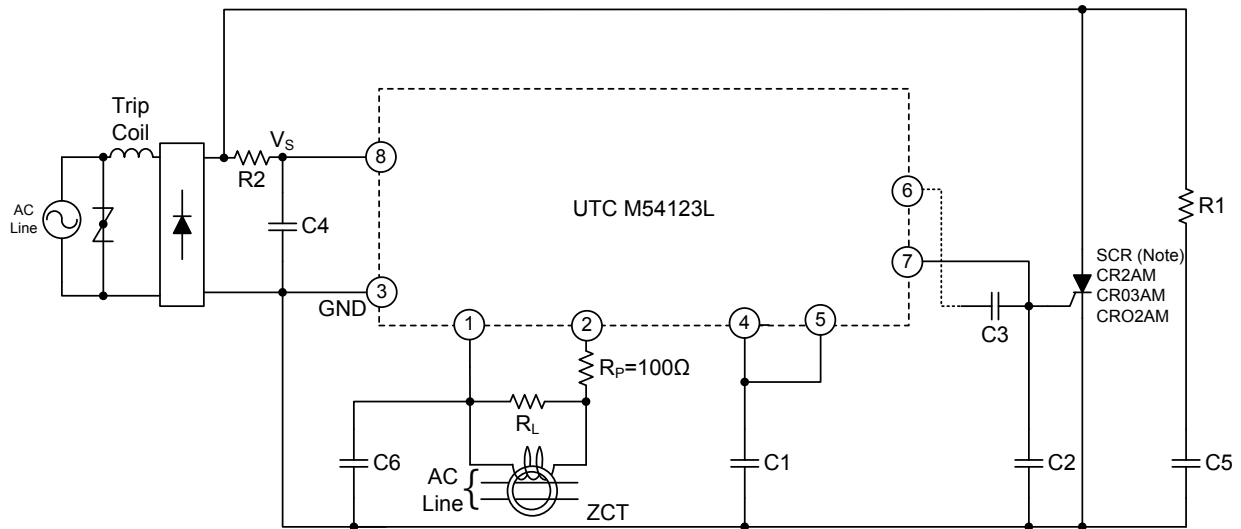 Trip
Coil
AC
Line
R2
VS
C4
8
3
GND
UTC M54123L
6
7
C3
SCR (Note)
CR2AM
CR03AM
CRO2AM
R1
1
2
4
5
RP=100Ω
RL
C6
AC
Line
ZCT
C1
C2
C5